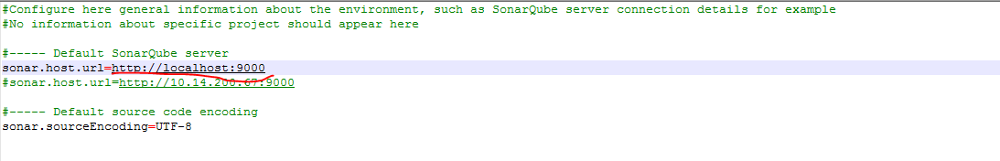 #Configure here general information about the environment, such as SonarQube server connection details for example
#No information about specific project should appear here
#----- Default SonarQube server
sonar.host.url=http://localhost:9000
#sonar.host.url=http://10.14.200.67:9000
#----- Default source code encoding
sonar.sourceEncoding=UTF-8